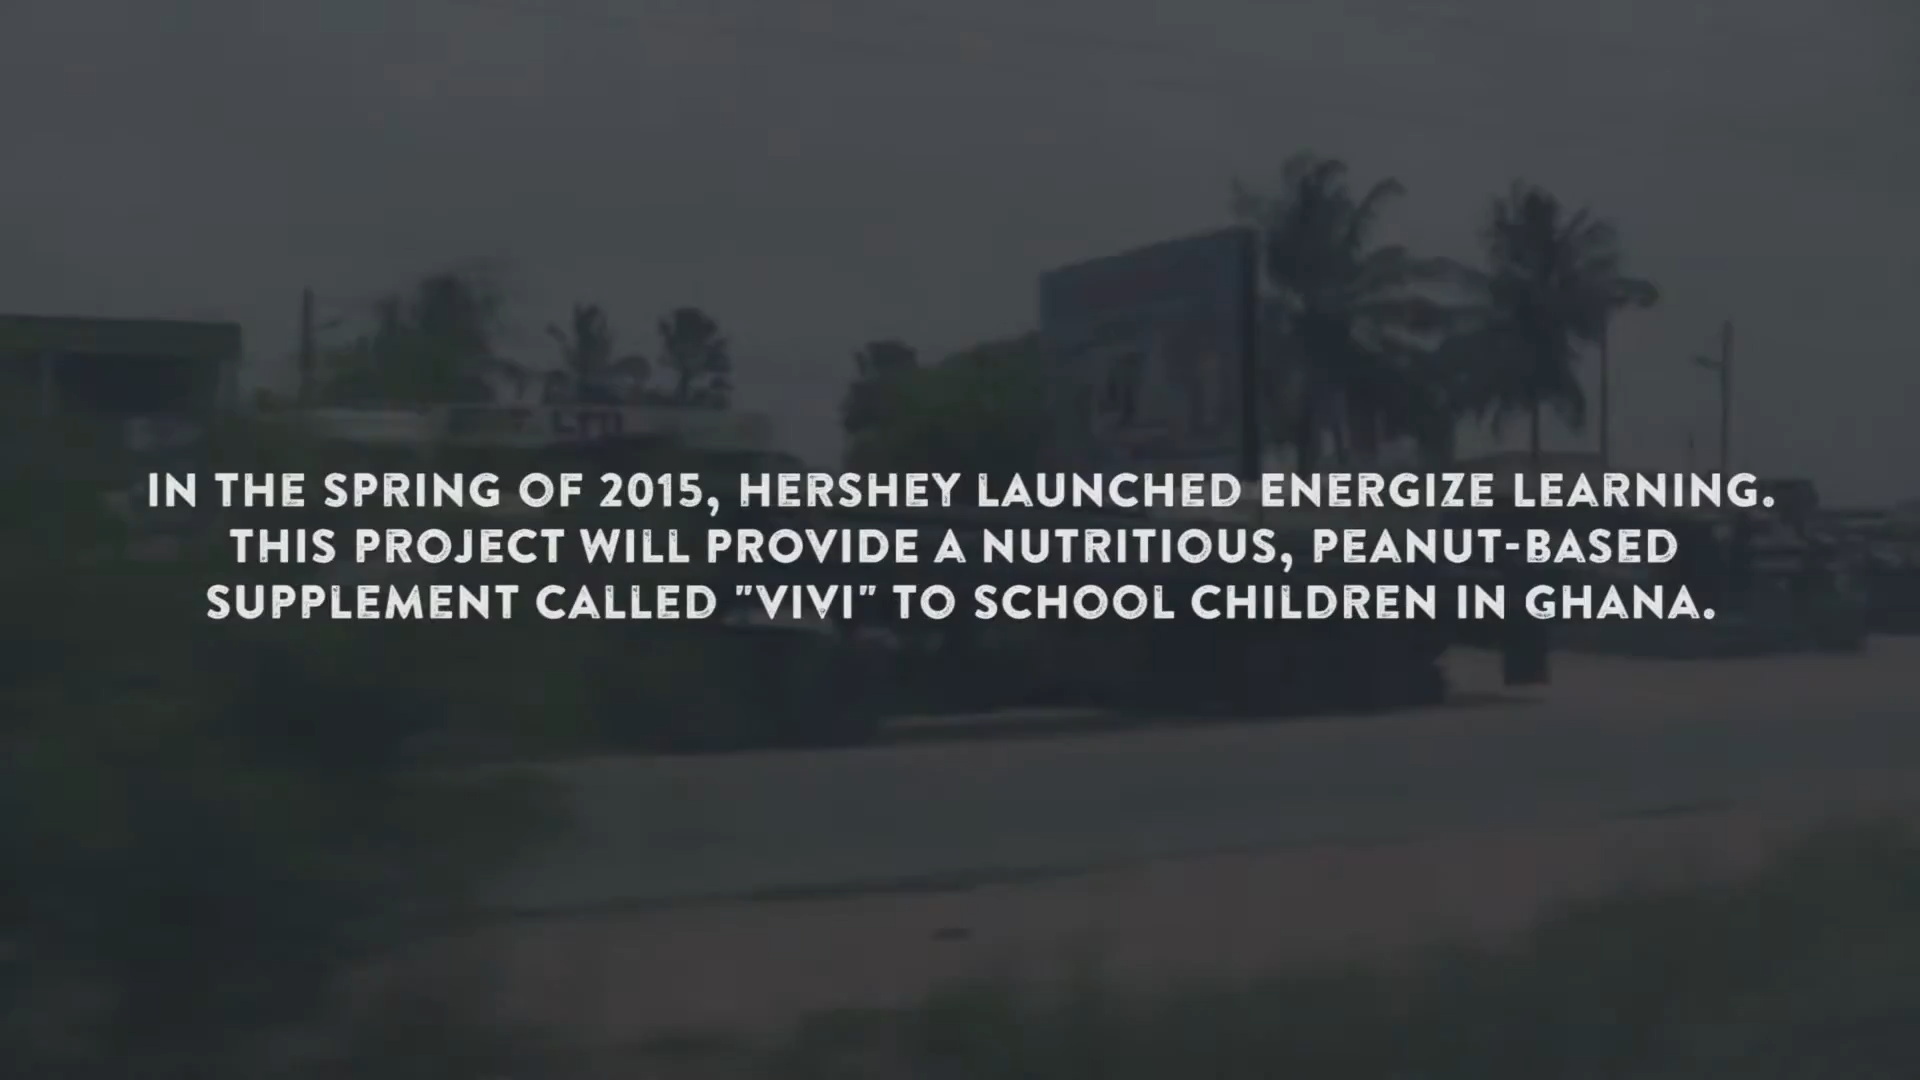 IN THE SPRING OF 2015, HERSHEY LAUNCHED ENERGIZE LEARNING.
THIS PROJECT WILL PROVIDE A NUTRITIOUS, PEANUT-BASED
SUPPLEMENT CALLED "VIVI" TO SCHOOL CHILDREN IN GHANA.